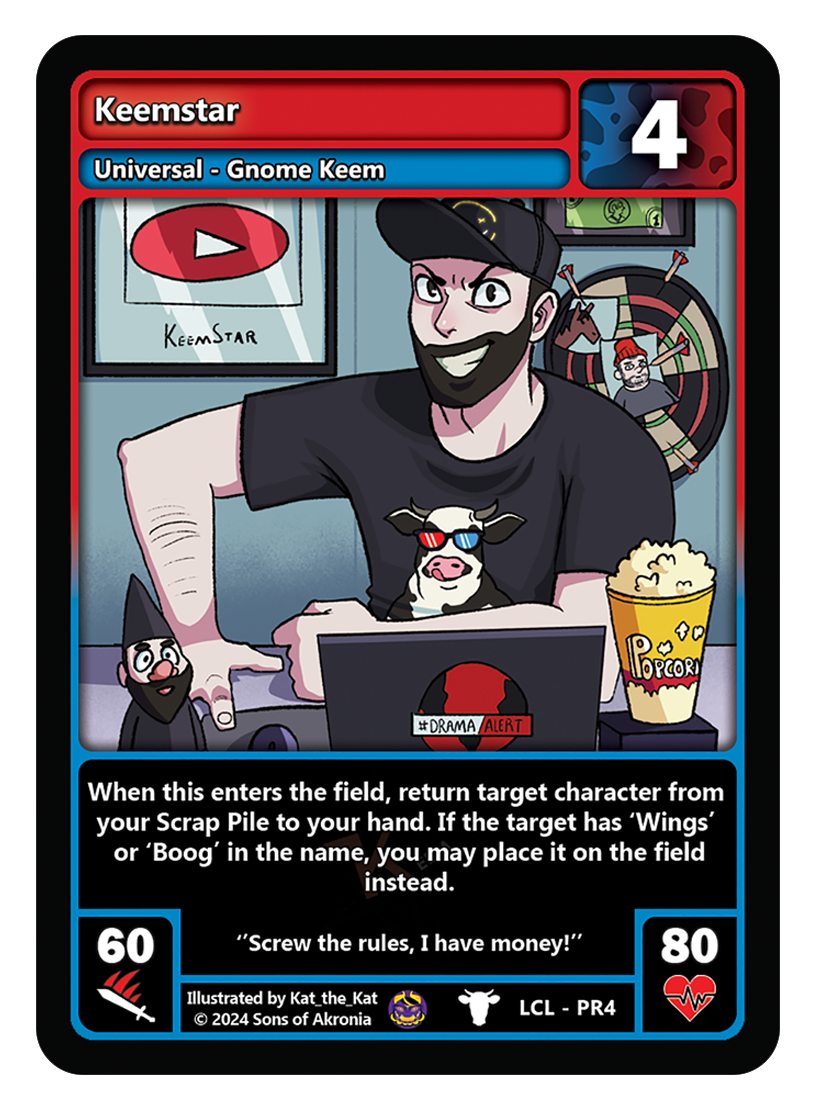 Keemstar
4
Universal - Gnome Keem
KEEMSTAR
1
POPCORN
#DRAMA/ALERT
When this enters the field, return target character from
your Scrap Pile to your hand. If the target has ‘Wings’
or ‘Boog’ in the name, you may place it on the field
instead.
‘’Screw the rules, I have money!’’
60
80
Illustrated by Kat_the_Kat
© 2024 Sons of Akronia
LCL - PR4